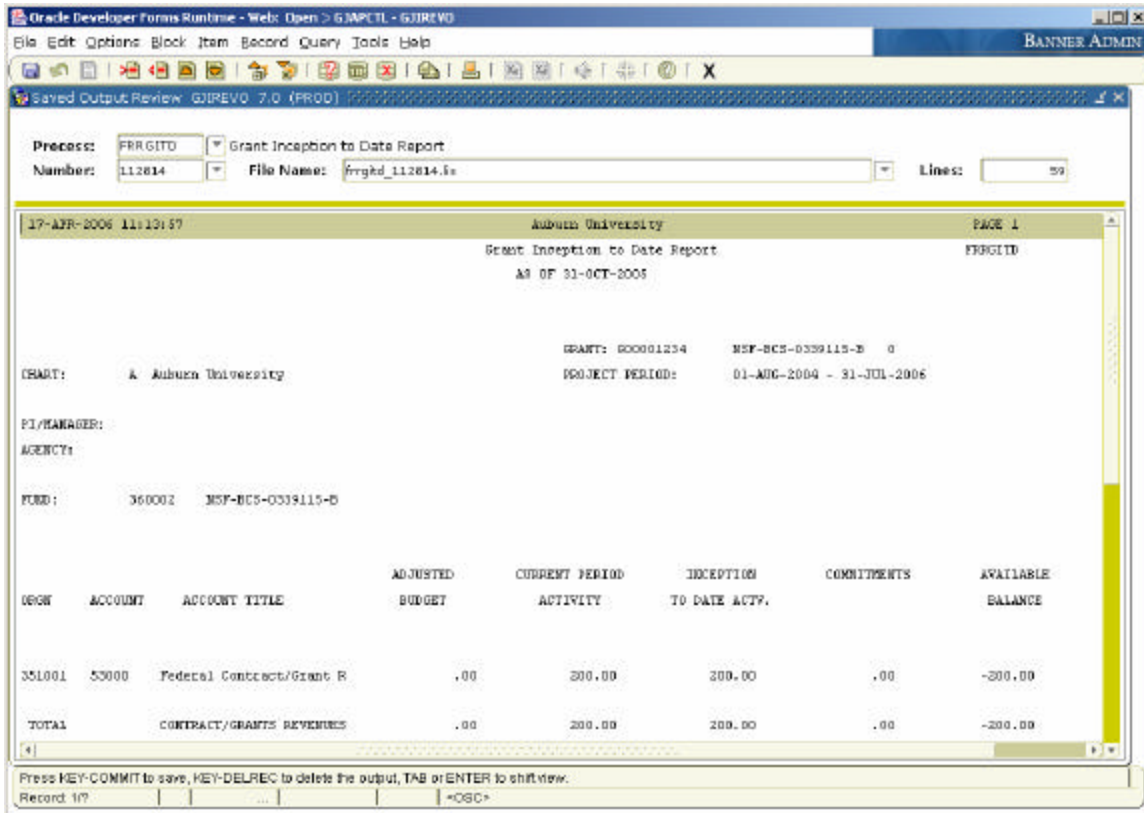 Oracle Developer Forms Runtime - Web: Open > GJAPCTL - GJIREVO
File Edit Options Block Item Record Query Tools Help
BANNER ADMIN
X
Saved Output Review GJIREVO 7.0 (PROD)
Process: FRRGITD Grant Inception to Date Report
Number: 112814 File Name: frrgitd_112814.lis Lines: 59
17-APR-2006 11:13:57 Auburn University PAGE 1
Grant Inception to Date Report FRRGITD
AS OF 31-OCT-2005
GRANT: G00001234 NSF-BCS-0339115-B 0
CHART: A Auburn University PROJECT PERIOD: 01-AUG-2004 - 31-JUL-2006
PI/MANAGER:
AGENCY:
FUND: 360002 NSF-BCS-0339115-B
ADJUSTED CURRENT PERIOD INCEPTION COMMITMENTS AVAILABLE
ORGN ACCOUNT ACCOUNT TITLE BUDGET ACTIVITY TO DATE ACTV. BALANCE
351001 53000 Federal Contract/Grant R .00 200.00 200.00 .00 -200.00
TOTAL CONTRACT/GRANTS REVENUES .00 200.00 200.00 .00 -200.00
Press KEY-COMMIT to save, KEY-DELREC to delete the output, TAB or ENTER to shift view.
Record: 1/? ... <OSC>